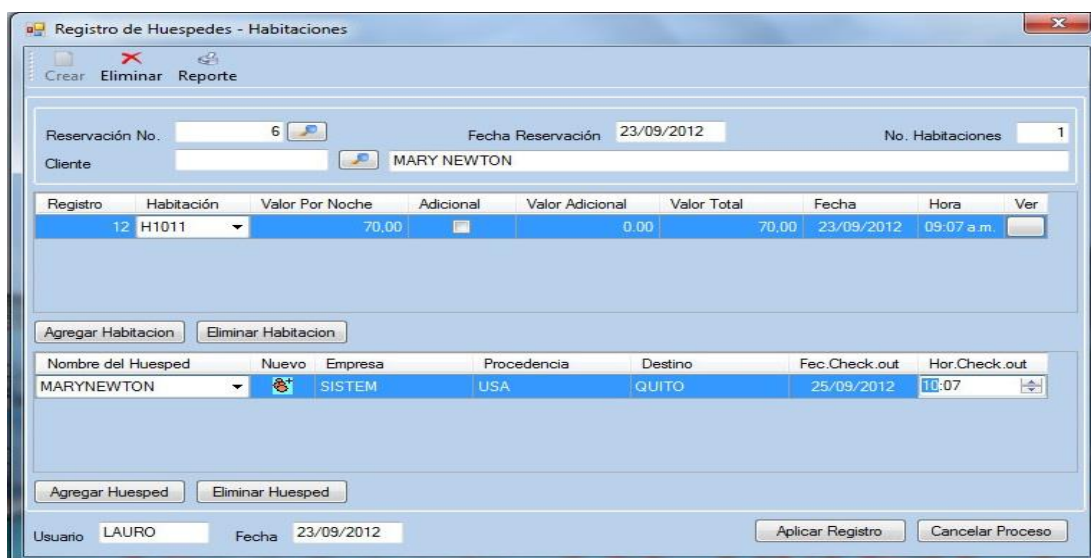 Registro de Huespedes - Habitaciones
Crear Eliminar Reporte
Reservación No. 6 Fecha Reservación 23/09/2012 No. Habitaciones 1
Cliente MARY NEWTON
Registro Habitación Valor Por Noche Adicional Valor Adicional Valor Total Fecha Hora Ver
12 H1011 70,00 0.00 70,00 23/09/2012 09:07 a.m.
Agregar Habitacion Eliminar Habitacion
Nombre del Huesped Nuevo Empresa Procedencia Destino Fec.Check.out Hor.Check.out
MARYNEWTON SISTEM USA QUITO 25/09/2012 10:07
Agregar Huesped Eliminar Huesped
Usuario LAURO Fecha 23/09/2012 Aplicar Registro Cancelar Proceso